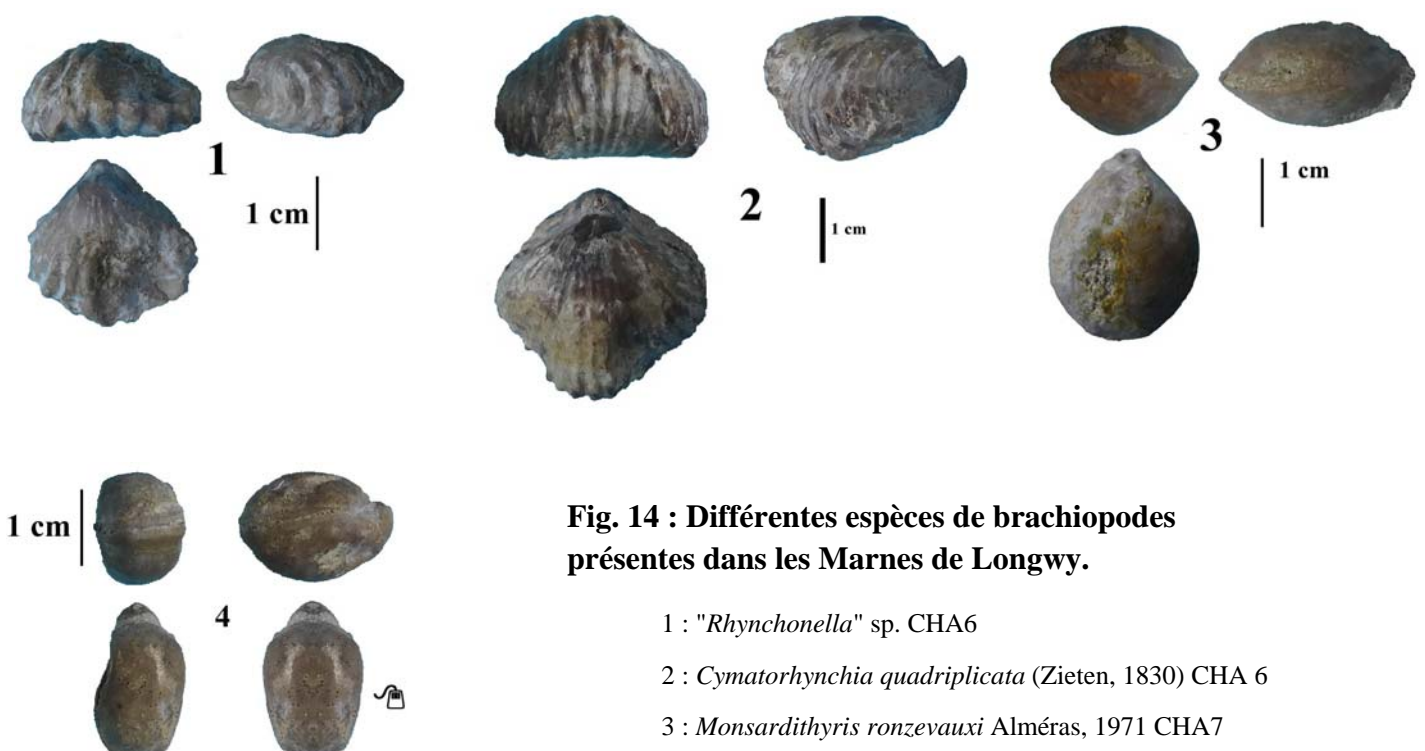 1
1 cm
2
1 cm
3
1 cm
1 cm
4
Fig. 14 : Différentes espèces de brachiopodes
présentes dans les Marnes de Longwy.
1 : "Rhynchonella" sp. CHA6
2 : Cymatorhynchia quadriplicata (Zieten, 1830) CHA 6
3 : Monsardithyris ronzevauxi Alméras, 1971 CHA7